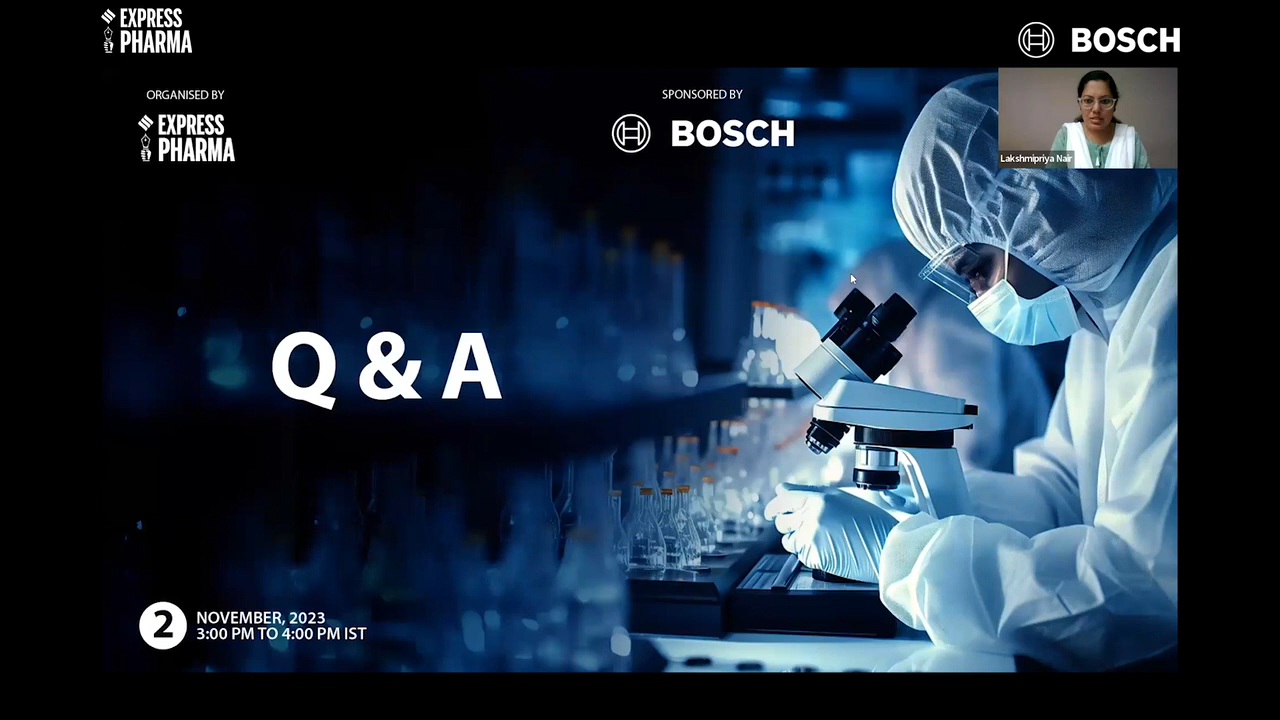 EXPRESS
PHARMA
BOSCH
ORGANISED BY
EXPRESS
PHARMA
SPONSORED BY
BOSCH
Lakshmipriya Nair
Q & A
2
NOVEMBER, 2023
3:00 PM TO 4:00 PM IST